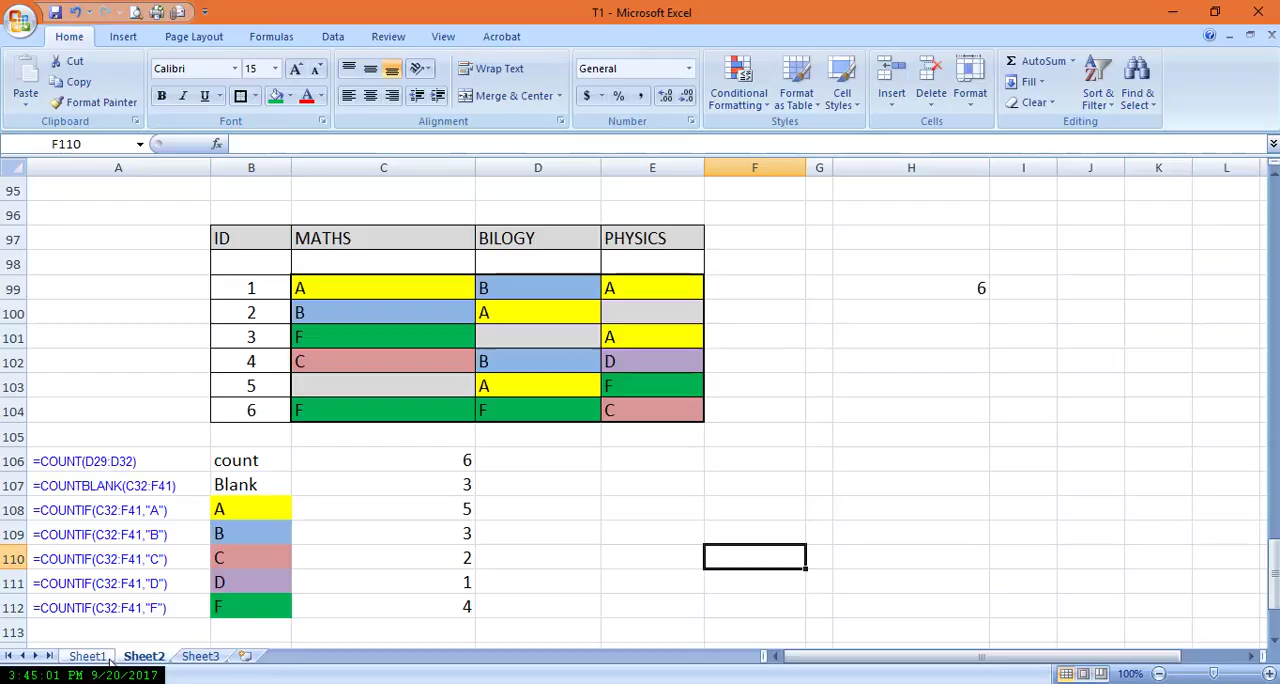 T1 - Microsoft Excel
Home Insert Page Layout Formulas Data Review View Acrobat
Paste Cut Copy Format Painter
Calibri 15 A A
B I U A
Wrap Text
Merge & Center
General
$ % ,
Conditional Formatting Format as Table Cell Styles
Insert Delete Format
Σ AutoSum Fill Clear
Sort & Filter Find & Select
Clipboard Font Alignment Number Styles Cells Editing
F110 fx
A B C D E F G H I J K L
95
96
97 ID MATHS BILOGY PHYSICS
98
99 1 A B A 6
100 2 B A
101 3 F A
102 4 C B D
103 5 A F
104 6 F F C
105
106 =COUNT(D29:D32) count 6
107 =COUNTBLANK(C32:F41) Blank 3
108 =COUNTIF(C32:F41,"A") A 5
109 =COUNTIF(C32:F41,"B") B 3
110 =COUNTIF(C32:F41,"C") C 2
111 =COUNTIF(C32:F41,"D") D 1
112 =COUNTIF(C32:F41,"F") F 4
113
Sheet1 Sheet2 Sheet3
3:45:01 PM 9/20/2017 100%